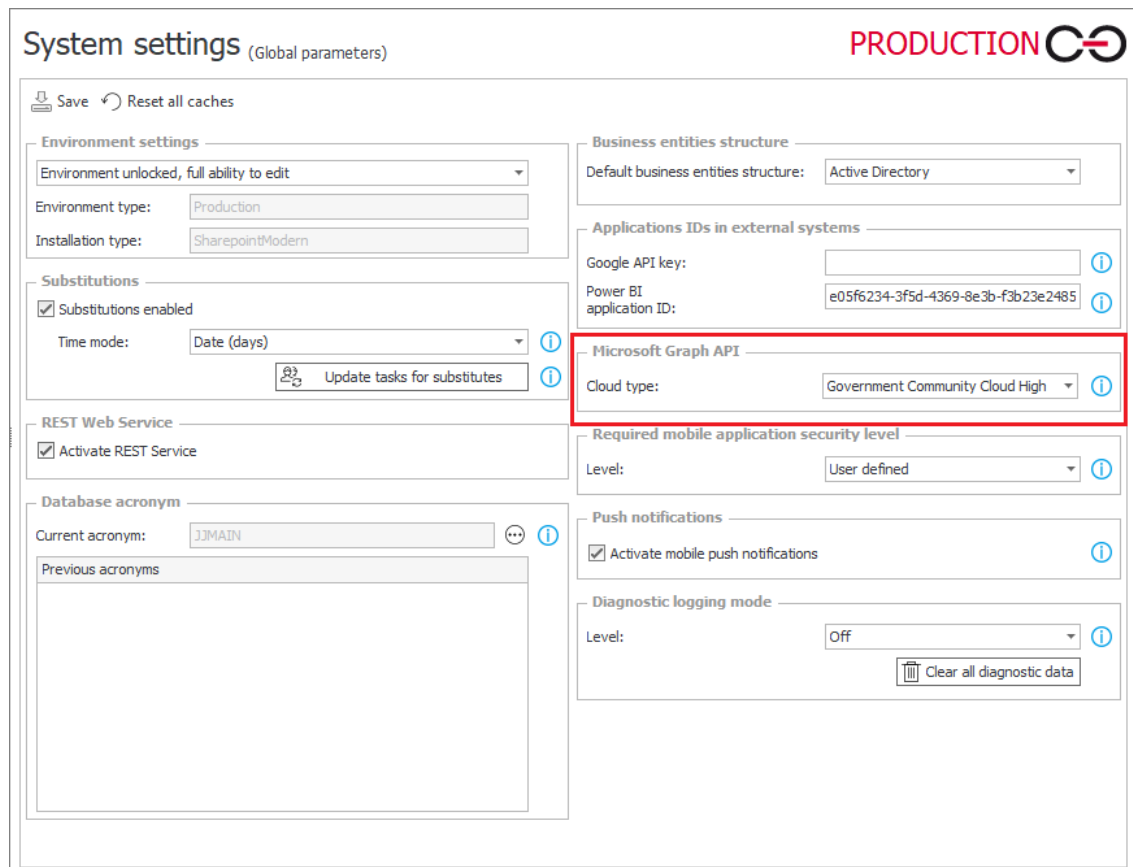 System settings (Global parameters)
PRODUCTION
Save Reset all caches
Environment settings
Environment unlocked, full ability to edit
Environment type: Production
Installation type: SharepointModern
Substitutions
Substitutions enabled
Time mode: Date (days)
Update tasks for substitutes
REST Web Service
Activate REST Service
Database acronym
Current acronym: JJMAIN
Previous acronyms
Business entities structure
Default business entities structure: Active Directory
Applications IDs in external systems
Google API key:
Power BI
application ID: e05f6234-3f5d-4369-8e3b-f3b23e2485
Microsoft Graph API
Cloud type: Government Community Cloud High
Required mobile application security level
Level: User defined
Push notifications
Activate mobile push notifications
Diagnostic logging mode
Level: Off
Clear all diagnostic data